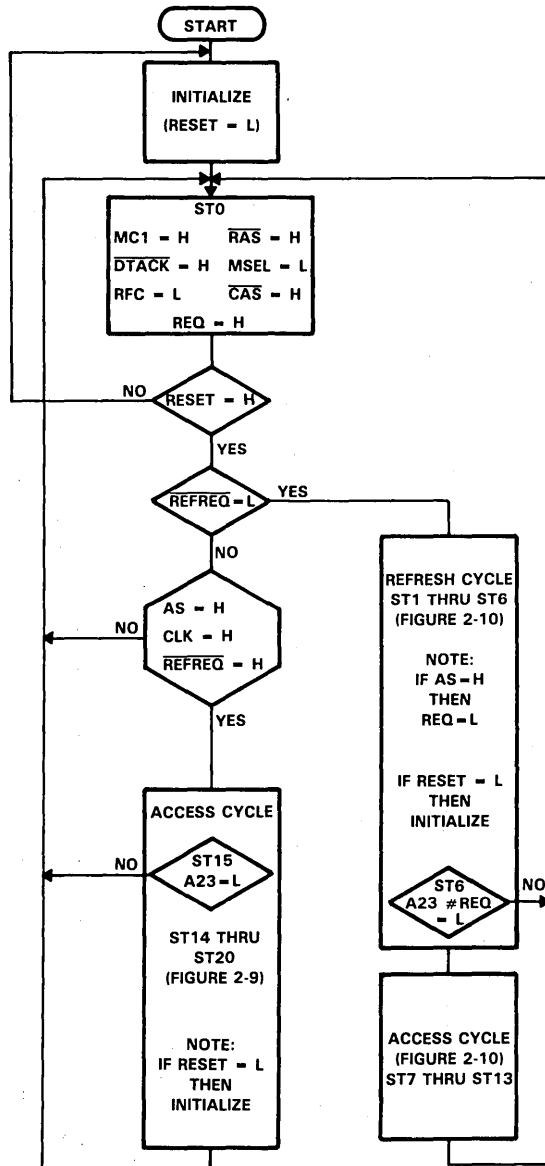 START
INITIALIZE
(RESET = L)
ST0
MC1 = H RAS = H
DTACK = H MSEL = L
RFC = L CAS = H
REQ = H
NO RESET = H
YES
REFREQ = L YES
NO
AS = H
NO CLK = H
REFREQ = H
YES
REFRESH CYCLE
ST1 THRU ST6
(FIGURE 2-10)
NOTE:
IF AS = H
THEN
REQ = L
IF RESET = L
THEN
INITIALIZE
ST6 NO
A23 # REQ
= L
ACCESS CYCLE
NO ST15
A23 = L
ST14 THRU
ST20
(FIGURE 2-9)
NOTE:
IF RESET = L
THEN
INITIALIZE
ACCESS CYCLE
(FIGURE 2-10)
ST7 THRU ST13